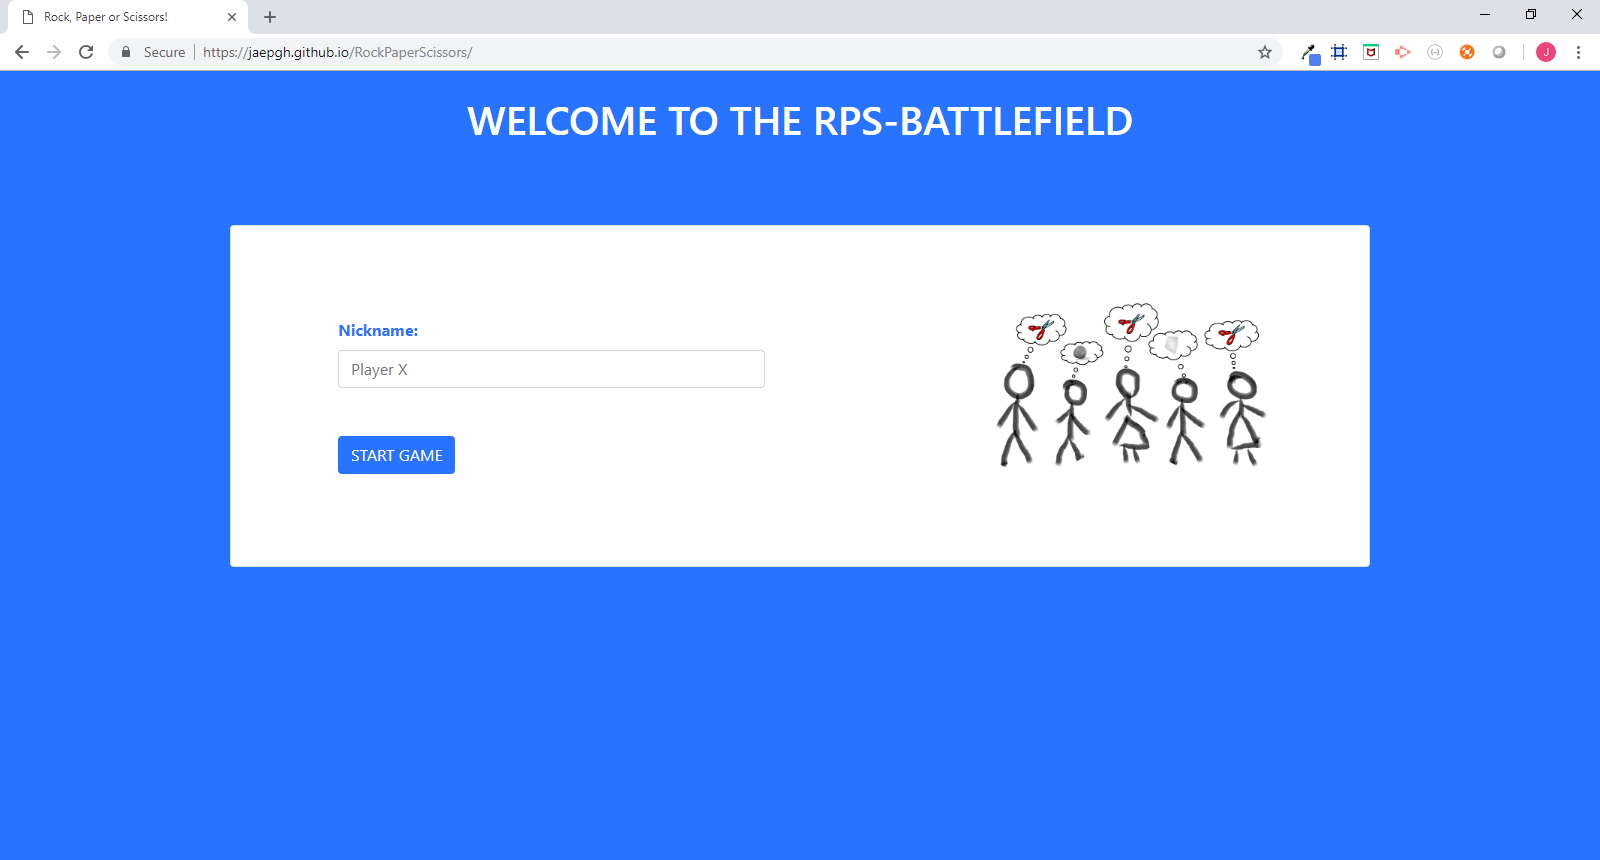 Rock, Paper or Scissors!
Secure
https://jaepgh.github.io/RockPaperScissors/
J
WELCOME TO THE RPS-BATTLEFIELD
Nickname:
Player X
START GAME